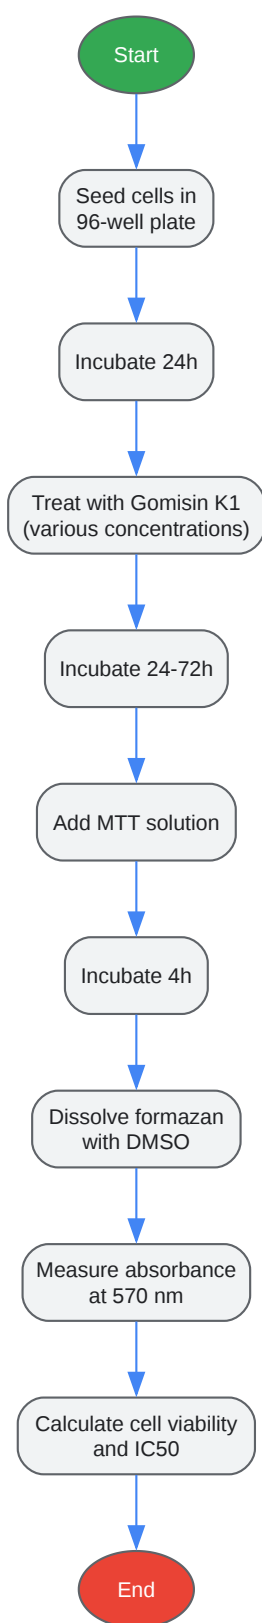 Start
Seed cells in
96-well plate
Incubate 24h
Treat with Gomisin K1
(various concentrations)
Incubate 24-72h
Add MTT solution
Incubate 4h
Dissolve formazan
with DMSO
Measure absorbance
at 570 nm
Calculate cell viability
and IC50
End